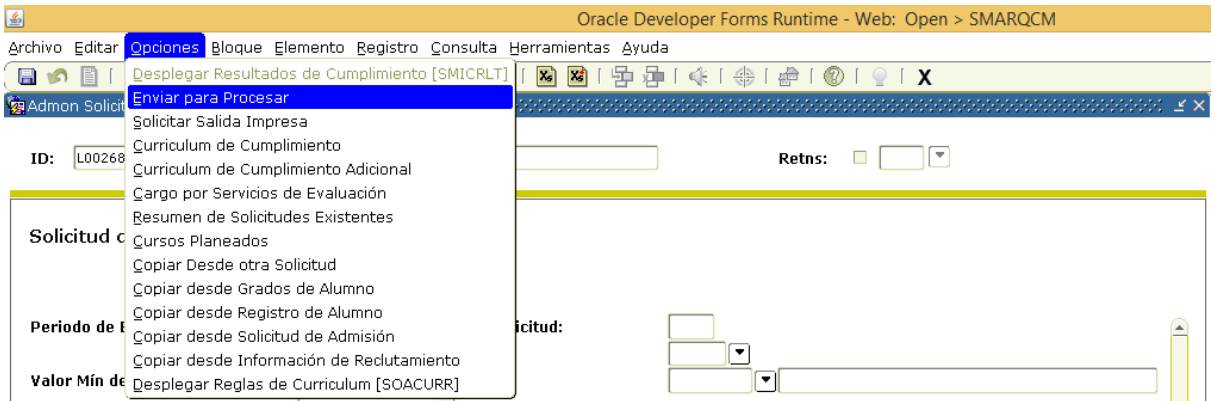 Oracle Developer Forms Runtime - Web: Open > SMARQCM
Archivo Editar Opciones Bloque Elemento Registro Consulta Herramientas Ayuda
Desplegar Resultados de Cumplimiento [SMICRLT]
X
Admon Solicit
Enviar para Procesar
Solicitar Salida Impresa
ID: L00268
Curriculum de Cumplimiento
Retns:
Curriculum de Cumplimiento Adicional
Cargo por Servicios de Evaluación
Resumen de Solicitudes Existentes
Solicitud
Cursos Planeados
Copiar Desde otra Solicitud
Copiar desde Grados de Alumno
Copiar desde Registro de Alumno
Periodo de
icitud:
Copiar desde Solicitud de Admisión
Copiar desde Información de Reclutamiento
Valor Mín de
Desplegar Reglas de Curriculum [SOACURR]